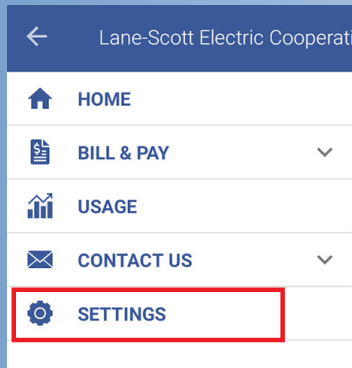 Lane-Scott Electric Cooperati
HOME
BILL & PAY
USAGE
CONTACT US
SETTINGS